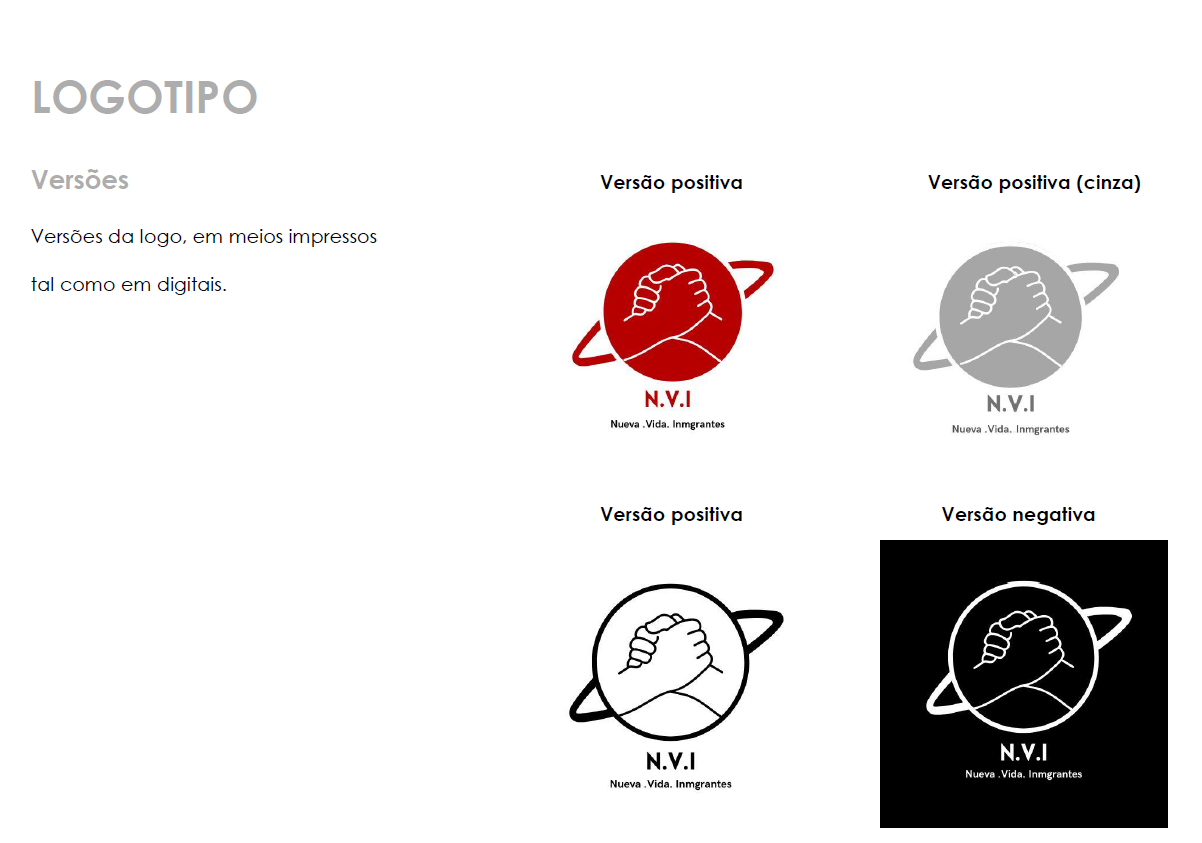 LOGOTIPO
Versões
Versões da logo, em meios impressos
tal como em digitais.
Versão positiva
Versão positiva (cinza)
N.V.I
Nueva .Vida. Inmgrantes
N.V.I
Nueva .Vida. Inmgrantes
Versão positiva
Versão negativa
N.V.I
Nueva .Vida. Inmgrantes
N.V.I
Nueva .Vida. Inmgrantes